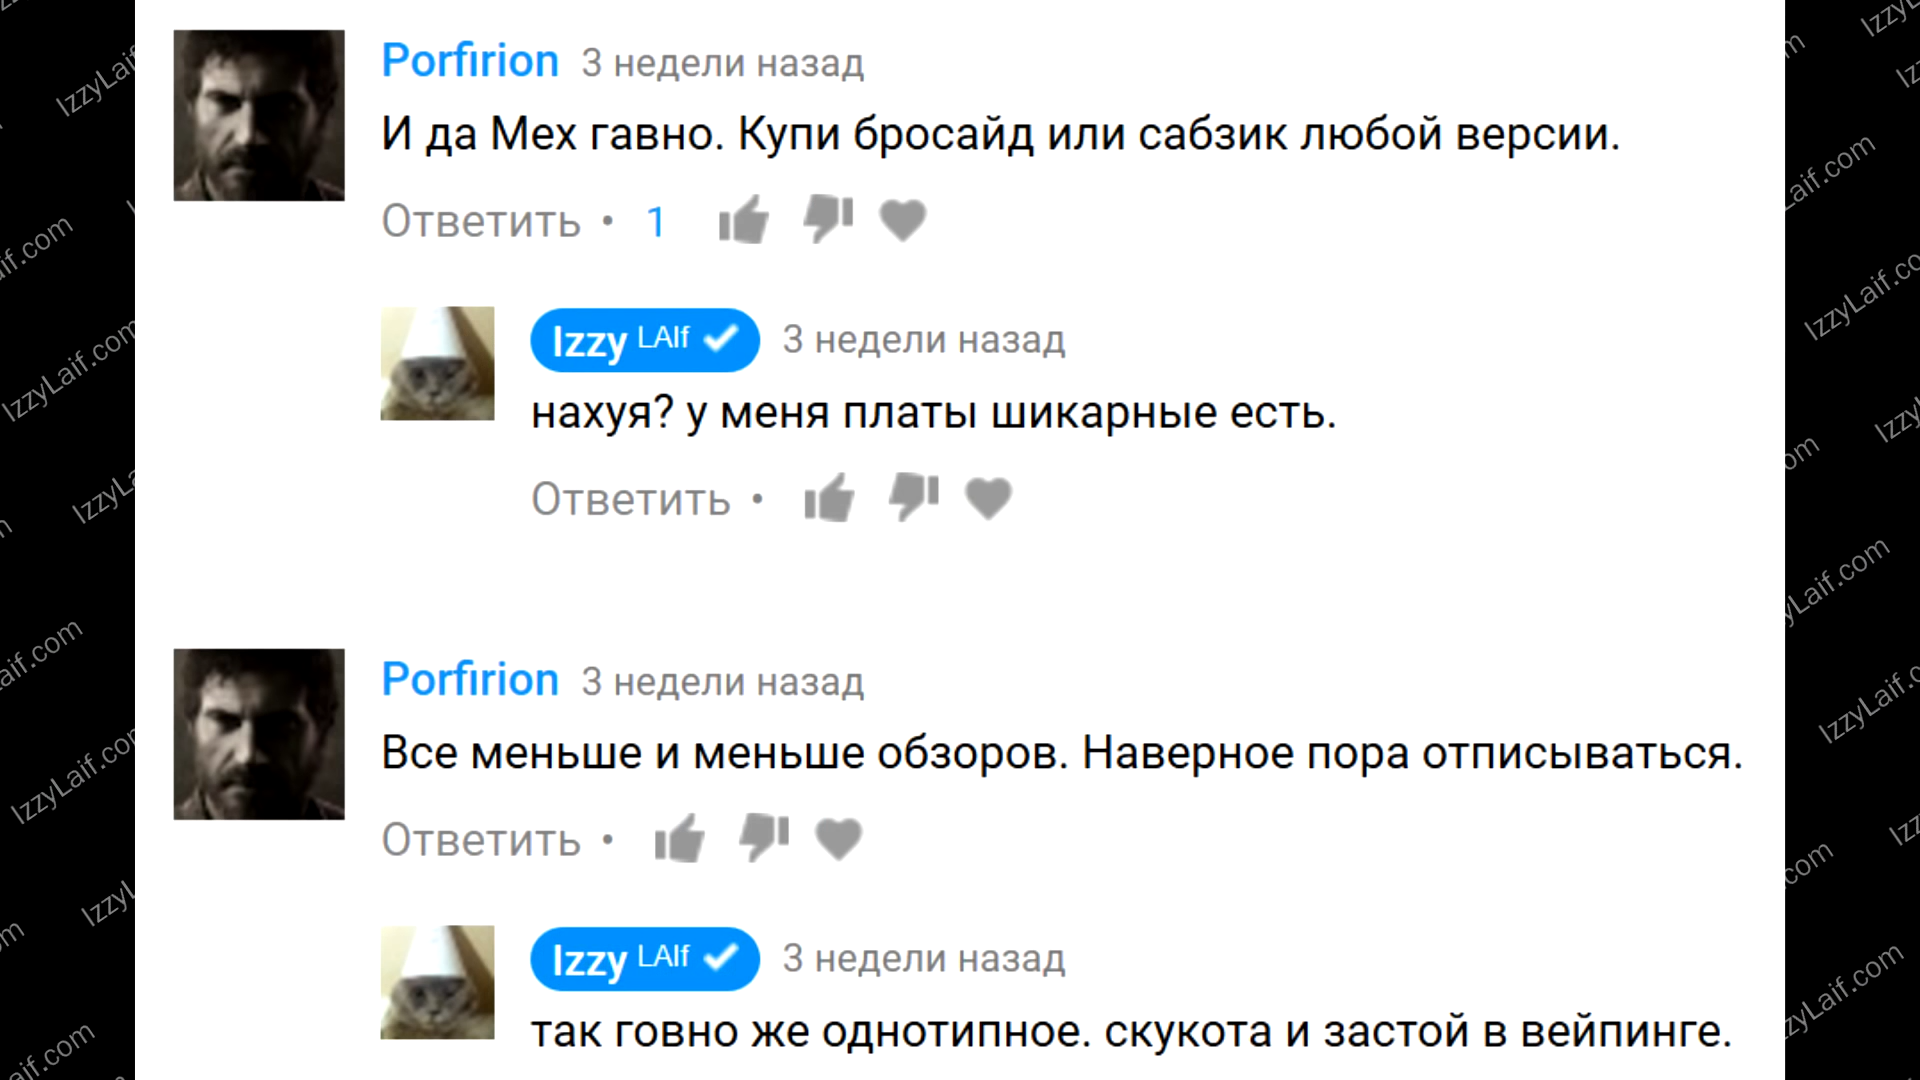 Porfirion 3 недели назад
И да Мех гавно. Купи бросайд или сабзик любой версии.
Ответить • 1
Izzy LAIf 3 недели назад
нахуя? у меня платы шикарные есть.
Ответить •
Porfirion 3 недели назад
Все меньше и меньше обзоров. Наверное пора отписываться.
Ответить •
Izzy LAIf 3 недели назад
так говно же однотипное. скукота и застой в вейпинге.
IzzyLaif.com